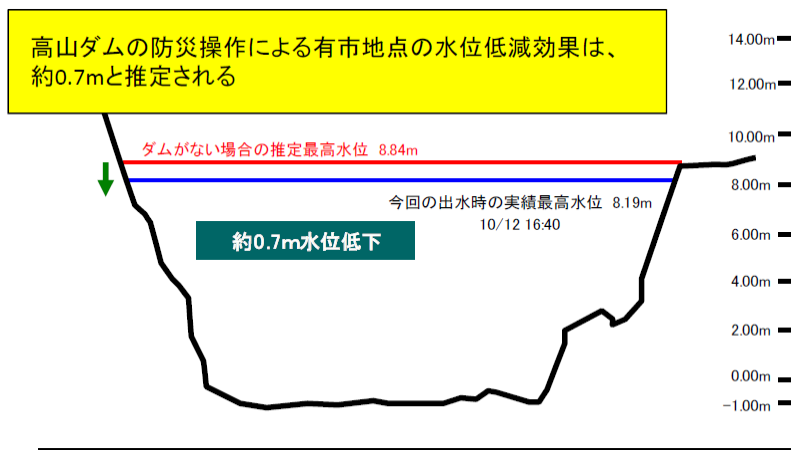 高山ダムの防災操作による有市地点の水位低減効果は、
約0.7mと推定される
14.00m
12.00m
10.00m
ダムがない場合の推定最高水位 8.84m
8.00m
今回の出水時の実績最高水位 8.19m
10/12 16:40
約0.7m水位低下
6.00m
4.00m
2.00m
0.00m
-1.00m